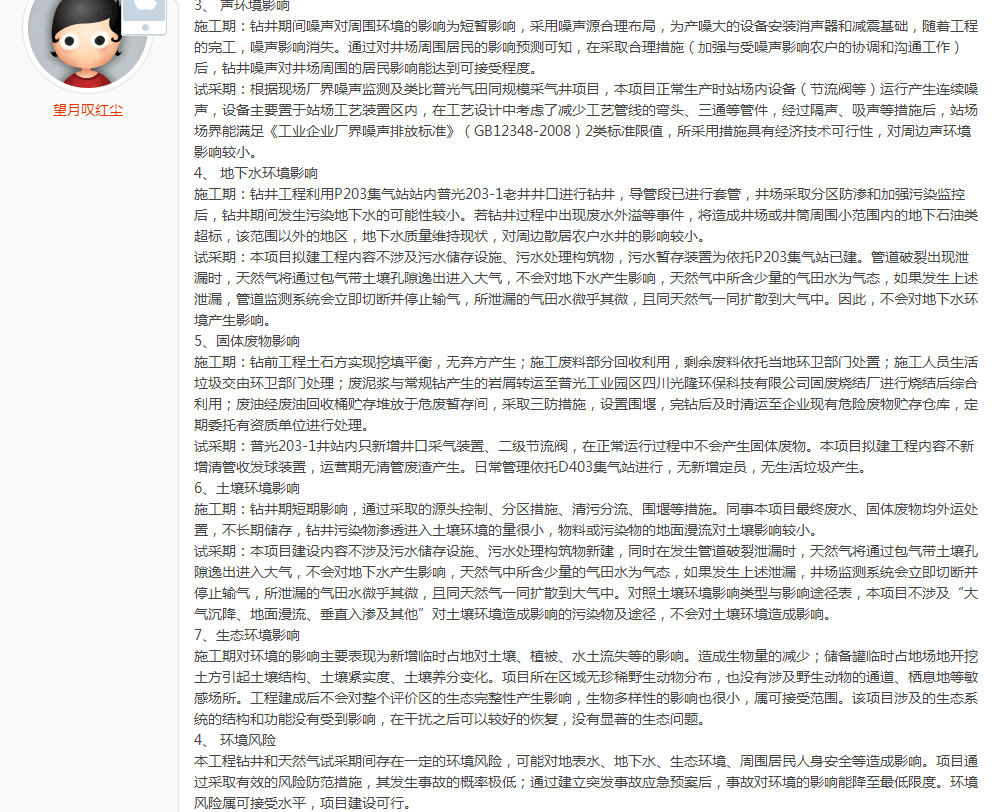 望月叹红尘
3、 声环境影响
施工期：钻井期间噪声对周围环境的影响为短暂影响，采用噪声源合理布局，为产噪大的设备安装消声器和减震基础，随着工程
的完工，噪声影响消失。通过对井场周围居民的影响预测可知，在采取合理措施（加强与受噪声影响农户的协调和沟通工作）
后，钻井噪声对井场周围的居民影响能达到可接受程度。
试采期：根据现场厂界噪声监测及类比普光气田同规模采气井项目，本项目正常生产时站场内设备（节流阀等）运行产生连续噪
声，设备主要置于站场工艺装置区内，在工艺设计中考虑了减少工艺管线的弯头、三通等管件，经过隔声、吸声等措施后，站场
场界能满足《工业企业厂界噪声排放标准》（GB12348-2008）2类标准限值，所采用措施具有经济技术可行性，对周边声环境
影响较小。
4、 地下水环境影响
施工期：钻井工程利用P203集气站站内普光203-1老井井口进行钻井，导管段已进行套管，井场采取分区防渗和加强污染监控
后，钻井期间发生污染地下水的可能性较小。若钻井过程中出现废水外溢等事件，将造成井场或井筒周围小范围内的地下石油类
超标，该范围以外的地区，地下水质量维持现状，对周边散居农户水井的影响较小。
试采期：本项目拟建工程内容不涉及污水储存设施、污水处理构筑物，污水暂存装置为依托P203集气站已建。管道破裂出现泄
漏时，天然气将通过包气带土壤孔隙逸出进入大气，不会对地下水产生影响，天然气中所含少量的气田水为气态，如果发生上述
泄漏，管道监测系统会立即切断并停止输气，所泄漏的气田水微乎其微，且同天然气一同扩散到大气中。因此，不会对地下水环
境产生影响。
5、固体废物影响
施工期：钻前工程土石方实现挖填平衡，无弃方产生；施工废料部分回收利用，剩余废料依托当地环卫部门处置；施工人员生活
垃圾交由环卫部门处理；废泥浆与常规钻产生的岩屑转运至普光工业园区四川光隆环保科技有限公司固废烧结厂进行烧结后综合
利用；废油经废油回收桶贮存堆放于危废暂存间，采取三防措施，设置围堰，完钻后及时清运至企业现有危险废物贮存仓库，定
期委托有资质单位进行处理。
试采期：普光203-1井站内只新增井口采气装置、二级节流阀，在正常运行过程中不会产生固体废物。本项目拟建工程内容不新
增清管收发球装置，运营期无清管废渣产生。日常管理依托D403集气站进行，无新增定员，无生活垃圾产生。
6、土壤环境影响
施工期：钻井期短期影响，通过采取的源头控制、分区措施、清污分流、围堰等措施。同事本项目最终废水、固体废物均外运处
置，不长期储存，钻井污染物渗透进入土壤环境的量很小，物料或污染物的地面漫流对土壤影响较小。
试采期：本项目建设内容不涉及污水储存设施、污水处理构筑物新建，同时在发生管道破裂泄漏时，天然气将通过包气带土壤孔
隙逸出进入大气，不会对地下水产生影响，天然气中所含少量的气田水为气态，如果发生上述泄漏，井场监测系统会立即切断并
停止输气，所泄漏的气田水微乎其微，且同天然气一同扩散到大气中。对照土壤环境影响类型与影响途径表，本项目不涉及“大
气沉降、地面漫流、垂直入渗及其他”对土壤环境造成影响的污染物及途径，不会对土壤环境造成影响。
7、生态环境影响
施工期对环境的影响主要表现为新增临时占地对土壤、植被、水土流失等的影响。造成生物量的减少；储备罐临时占地场地开挖
土方引起土壤结构、土壤紧实度、土壤养分变化。项目所在区域无珍稀野生动物分布，也没有涉及野生动物的通道、栖息地等敏
感场所。工程建成后不会对整个评价区的生态完整性产生影响，生物多样性的影响也很小，属可接受范围。该项目涉及的生态系
统的结构和功能没有受到影响，在干扰之后可以较好的恢复，没有显著的生态问题。
4、 环境风险
本工程钻井和天然气试采期间存在一定的环境风险，可能对地表水、地下水、生态环境、周围居民人身安全等造成影响。项目通
过采取有效的风险防范措施，其发生事故的概率极低；通过建立突发事故应急预案后，事故对环境的影响能降至最低限度。环境
风险属可接受水平，项目建设可行。